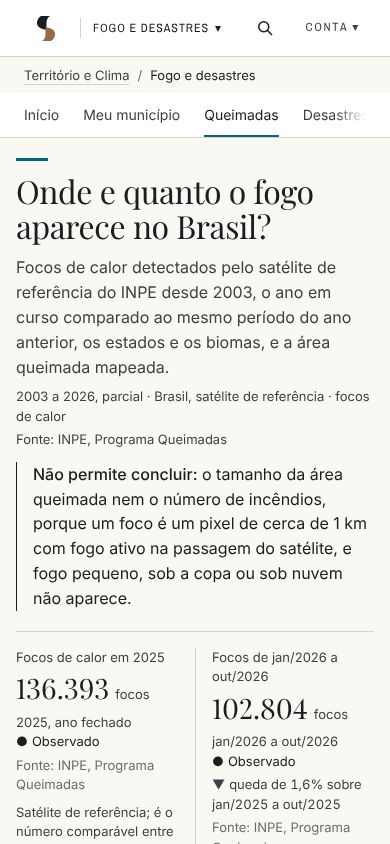 FOGO E DESASTRES ▾
CONTA ▾
Território e Clima / Fogo e desastres
Início Meu município Queimadas Desastre
Onde e quanto o fogo
aparece no Brasil?
Focos de calor detectados pelo satélite de
referência do INPE desde 2003, o ano em
curso comparado ao mesmo período do ano
anterior, os estados e os biomas, e a área
queimada mapeada.
2003 a 2026, parcial · Brasil, satélite de referência · focos
de calor
Fonte: INPE, Programa Queimadas
Não permite concluir: o tamanho da área
queimada nem o número de incêndios,
porque um foco é um pixel de cerca de 1 km
com fogo ativo na passagem do satélite, e
fogo pequeno, sob a copa ou sob nuvem
não aparece.
Focos de calor em 2025
136.393 focos
2025, ano fechado
● Observado
Fonte: INPE, Programa
Queimadas
Satélite de referência; é o
número comparável entre
Focos de jan/2026 a
out/2026
102.804 focos
jan/2026 a out/2026
● Observado
▼ queda de 1,6% sobre
jan/2025 a out/2025
Fonte: INPE, Programa